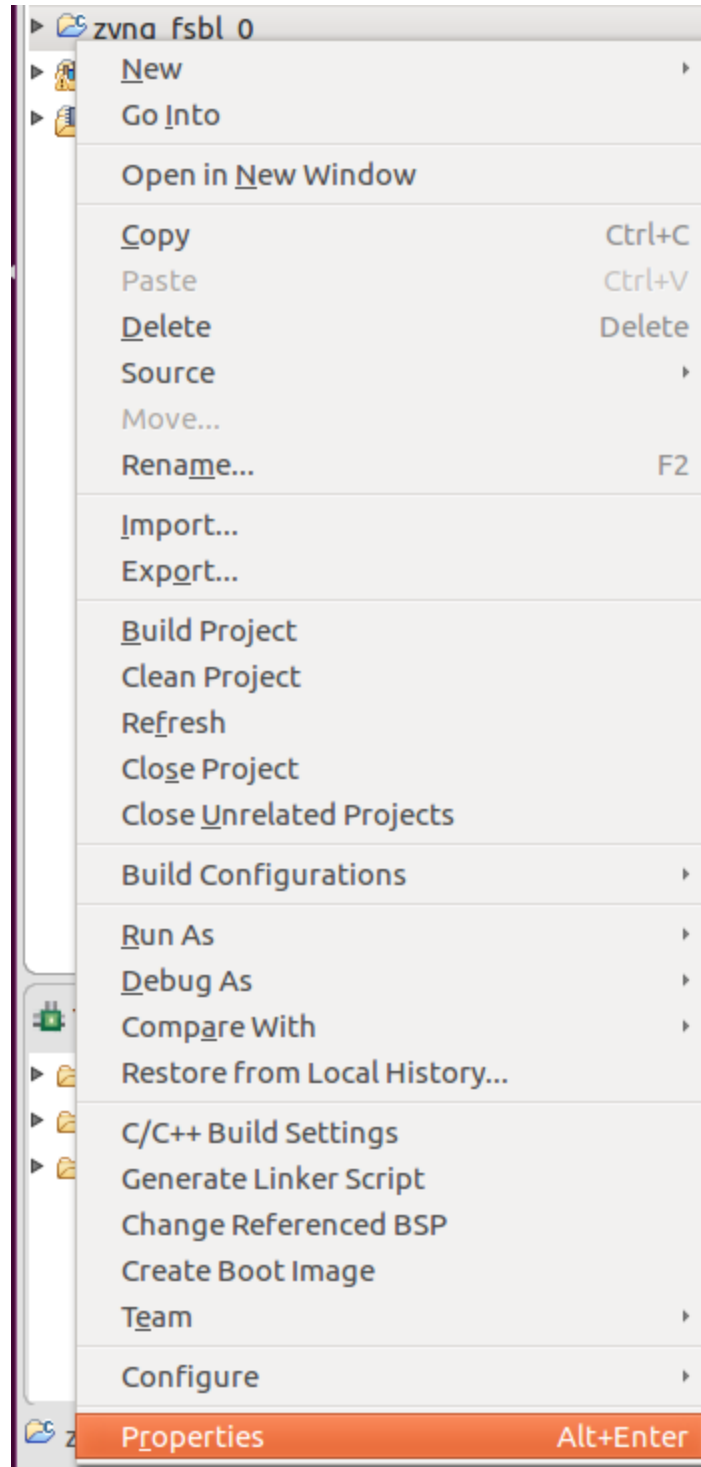 zynq_fsbl_0
New
Go Into
Open in New Window
Copy Ctrl+C
Paste Ctrl+V
Delete Delete
Source
Move...
Rename... F2
Import...
Export...
Build Project
Clean Project
Refresh
Close Project
Close Unrelated Projects
Build Configurations
Run As
Debug As
Compare With
Restore from Local History...
C/C++ Build Settings
Generate Linker Script
Change Referenced BSP
Create Boot Image
Team
Configure
Properties Alt+Enter